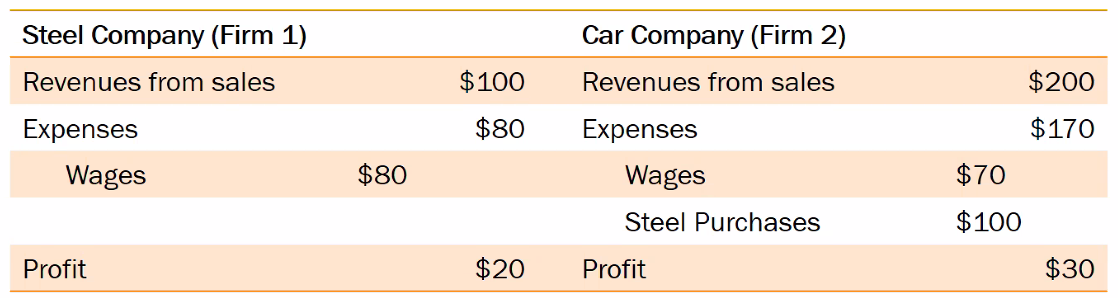 Steel Company (Firm 1) Car Company (Firm 2)
Revenues from sales $100 Revenues from sales $200
Expenses $80 Expenses $170
Wages $80 Wages $70
Steel Purchases $100
Profit $20 Profit $30